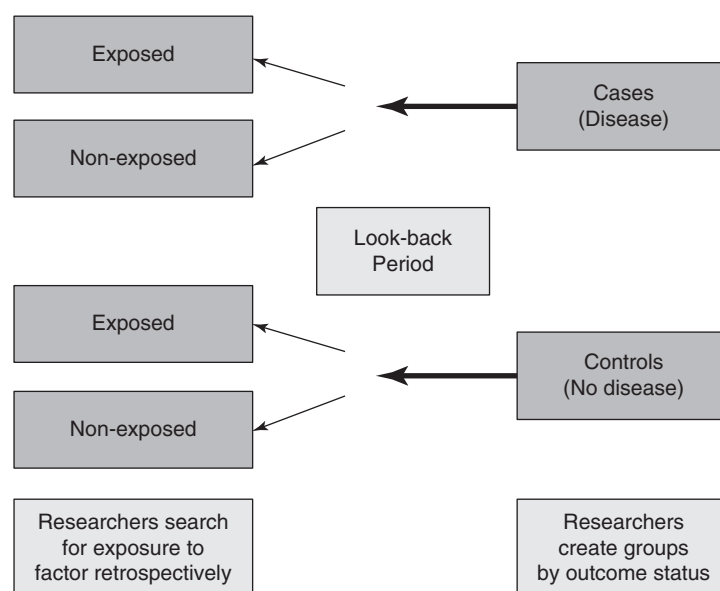 Exposed
Cases
(Disease)
Non-exposed
Look-back
Period
Exposed
Controls
(No disease)
Non-exposed
Researchers search
for exposure to
factor retrospectively
Researchers
create groups
by outcome status